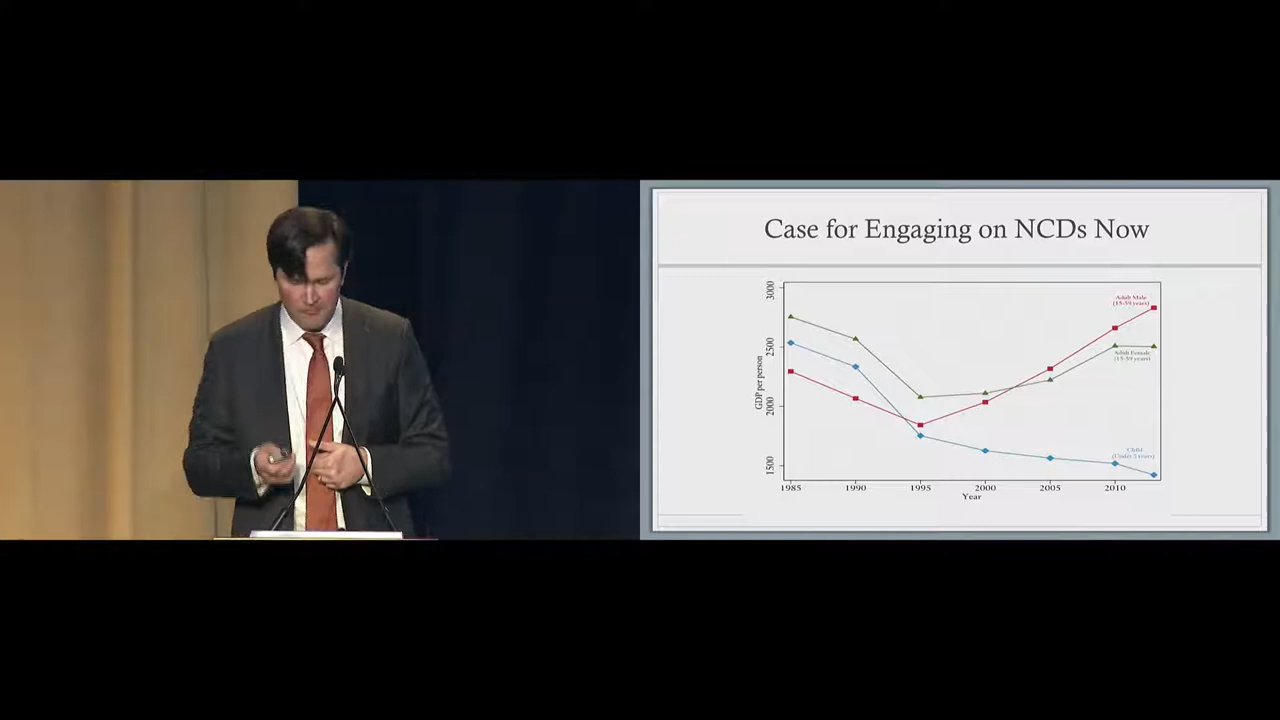 Case for Engaging on NCDs Now
3000
2500
2000
1500
GDP per person
Adult Male
(15-59 years)
Adult Female
(15-59 years)
Child
(Under 5 years)
1985 1990 1995 2000 2005 2010
Year